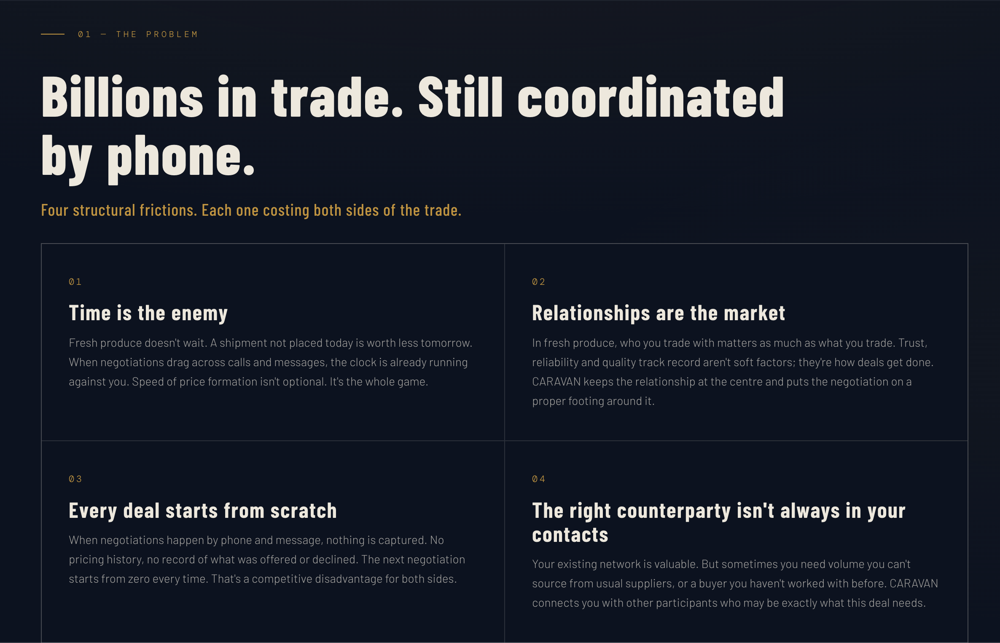 01 — THE PROBLEM
Billions in trade. Still coordinated
by phone.
Four structural frictions. Each one costing both sides of the trade.
01
Time is the enemy
Fresh produce doesn't wait. A shipment not placed today is worth less tomorrow.
When negotiations drag across calls and messages, the clock is already running
against you. Speed of price formation isn't optional. It's the whole game.
02
Relationships are the market
In fresh produce, who you trade with matters as much as what you trade. Trust,
reliability and quality track record aren't soft factors; they're how deals get done.
CARAVAN keeps the relationship at the centre and puts the negotiation on a
proper footing around it.
03
Every deal starts from scratch
When negotiations happen by phone and message, nothing is captured. No
pricing history, no record of what was offered or declined. The next negotiation
starts from zero every time. That's a competitive disadvantage for both sides.
04
The right counterparty isn't always in your
contacts
Your existing network is valuable. But sometimes you need volume you can't
source from usual suppliers, or a buyer you haven't worked with before. CARAVAN
connects you with other participants who may be exactly what this deal needs.